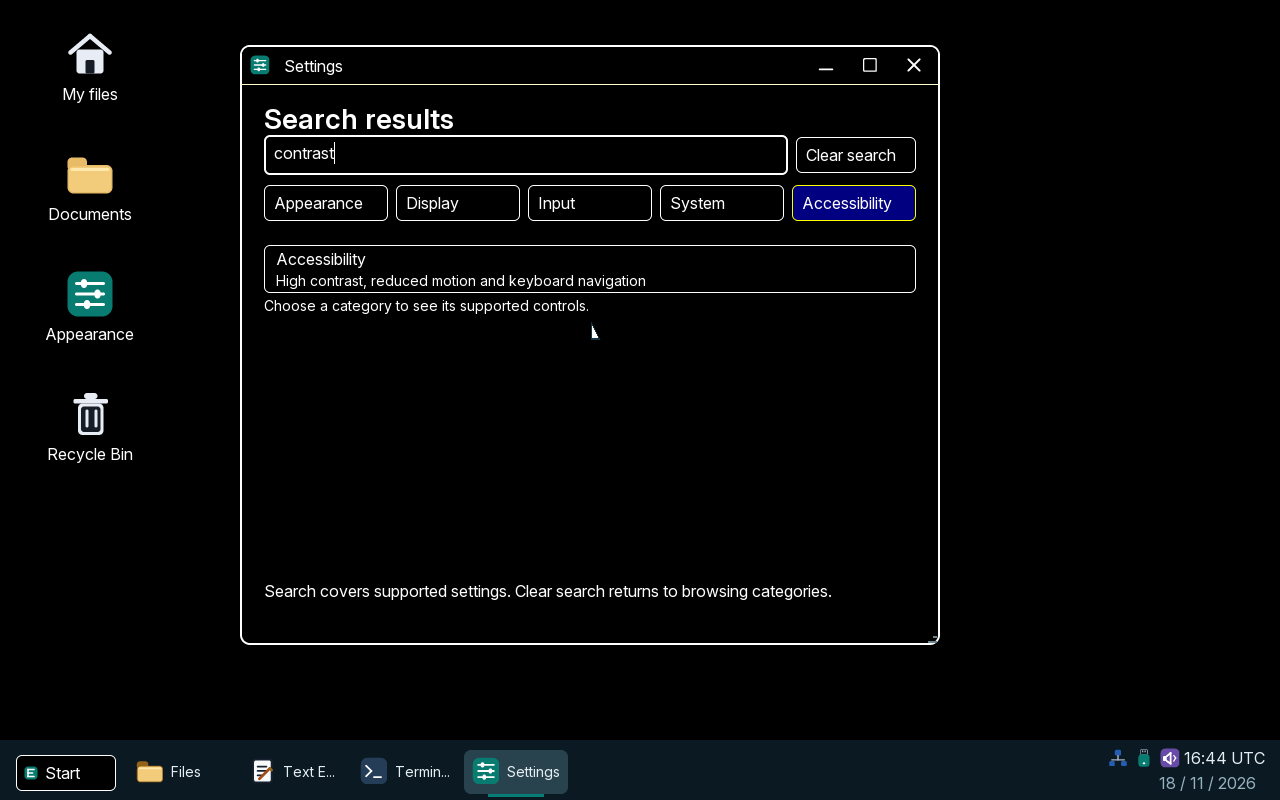 My files
Documents
Appearance
Recycle Bin
Settings
Search results
contrast
Clear search
Appearance
Display
Input
System
Accessibility
Accessibility
High contrast, reduced motion and keyboard navigation
Choose a category to see its supported controls.
Search covers supported settings. Clear search returns to browsing categories.
Start
Files
Text E...
Termin...
Settings
16:44 UTC
18 / 11 / 2026